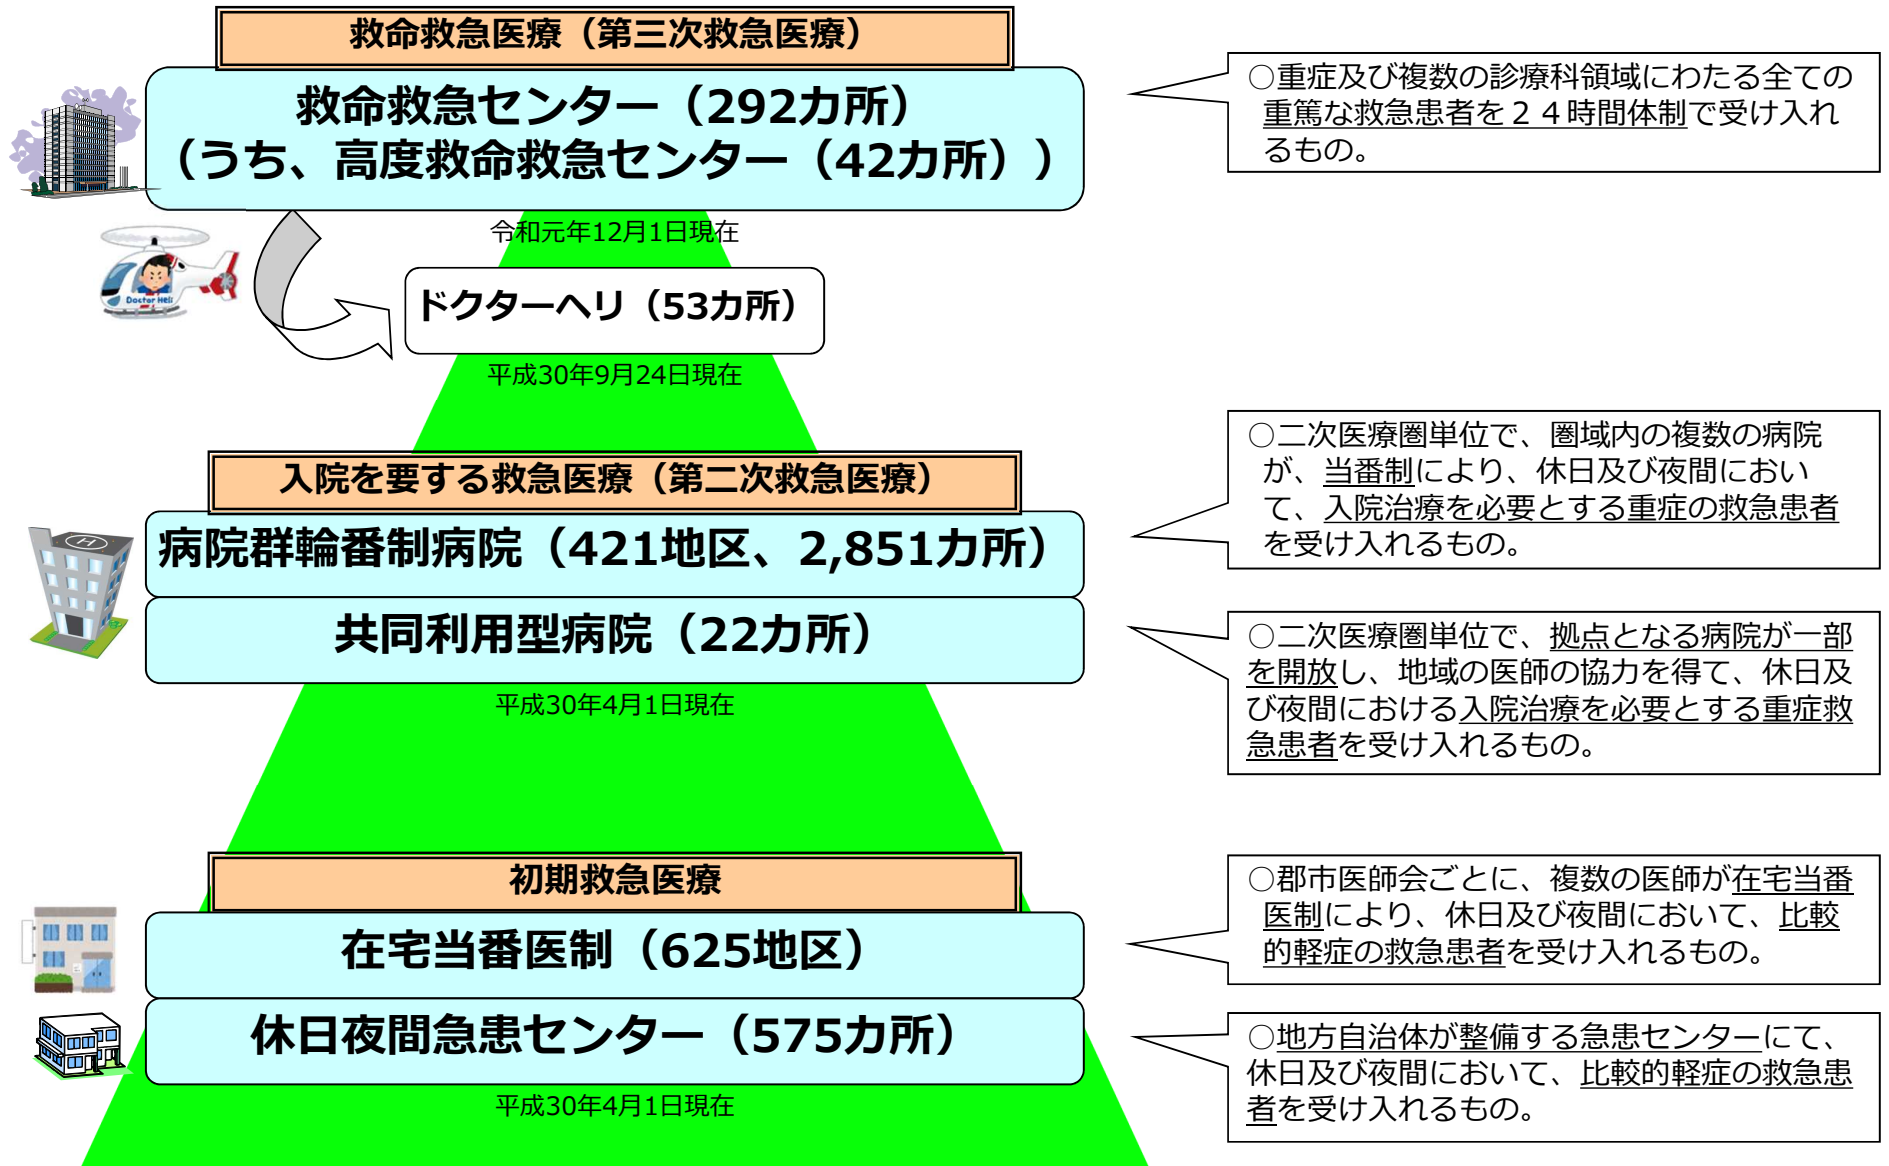 救命救急医療（第三次救急医療）
救命救急センター（292カ所）
（うち、高度救命救急センター（42カ所））
令和元年12月1日現在
○重症及び複数の診療科領域にわたる全ての
重篤な救急患者を２４時間体制で受け入れ
るもの。
Doctor Heli
ドクターヘリ（53カ所）
平成30年9月24日現在
入院を要する救急医療（第二次救急医療）
H
病院群輪番制病院（421地区、2,851カ所）
共同利用型病院（22カ所）
平成30年4月1日現在
○二次医療圏単位で、圏域内の複数の病院
が、当番制により、休日及び夜間におい
て、入院治療を必要とする重症の救急患者
を受け入れるもの。
○二次医療圏単位で、拠点となる病院が一部
を開放し、地域の医師の協力を得て、休日及
び夜間における入院治療を必要とする重症救
急患者を受け入れるもの。
初期救急医療
在宅当番医制（625地区）
休日夜間急患センター（575カ所）
平成30年4月1日現在
○郡市医師会ごとに、複数の医師が在宅当番
医制により、休日及び夜間において、比較
的軽症の救急患者を受け入れるもの。
○地方自治体が整備する急患センターにて、
休日及び夜間において、比較的軽症の救急患
者を受け入れるもの。